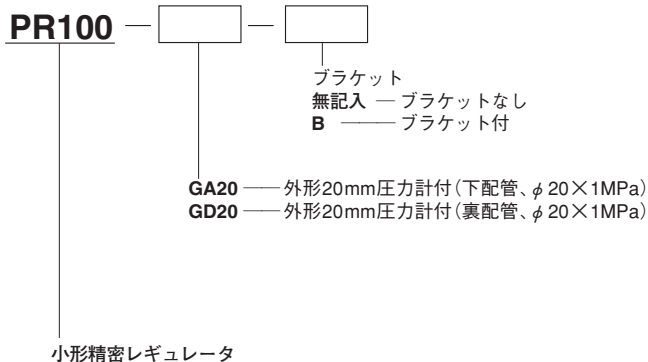 PR100
ブラケット
無記入 — ブラケットなし
B ——— ブラケット付
GA20 —— 外形20mm圧力計付(下配管、φ20×1MPa)
GD20 —— 外形20mm圧力計付(裏配管、φ20×1MPa)
小形精密レギュレータ